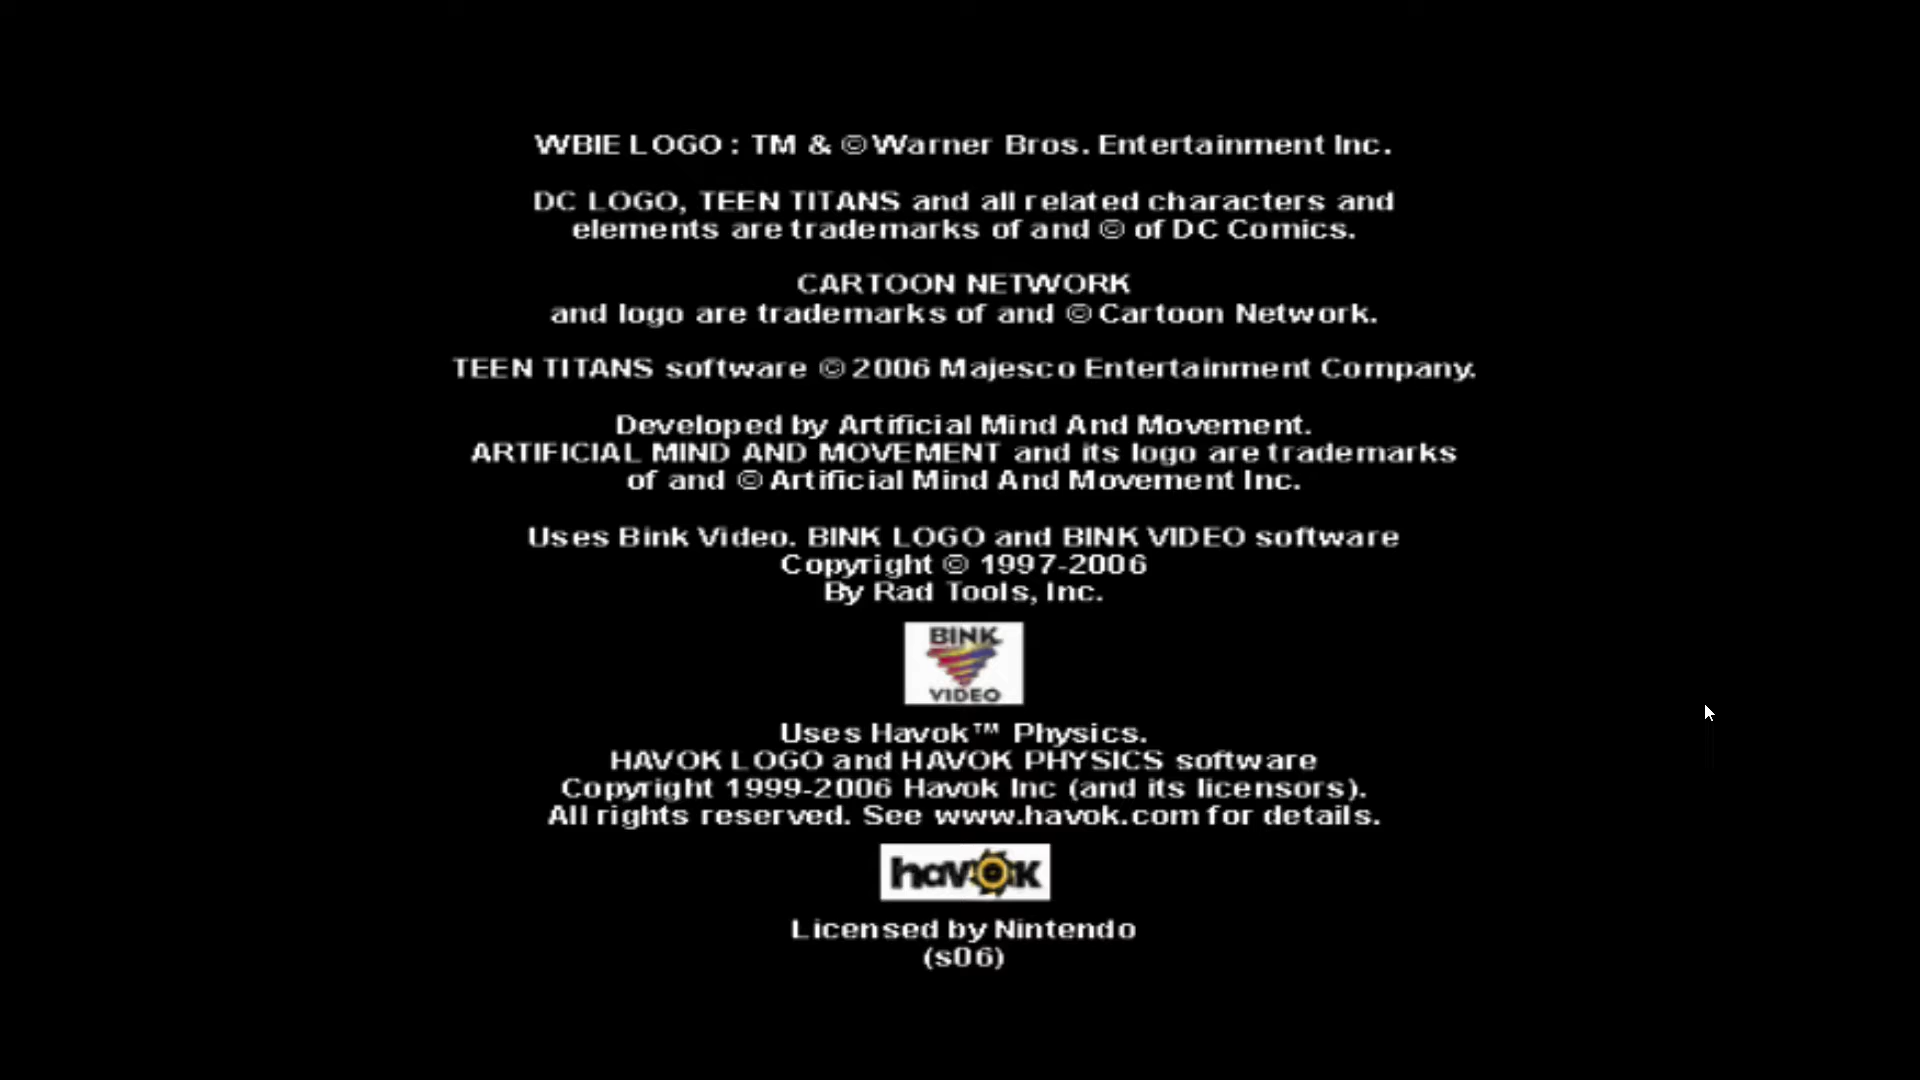 WBIE LOGO : TM & © Warner Bros. Entertainment Inc.
DC LOGO, TEEN TITANS and all related characters and
elements are trademarks of and © of DC Comics.
CARTOON NETWORK
and logo are trademarks of and © Cartoon Network.
TEEN TITANS software © 2006 Majesco Entertainment Company.
Developed by Artificial Mind And Movement.
ARTIFICIAL MIND AND MOVEMENT and its logo are trademarks
of and © Artificial Mind And Movement Inc.
Uses Bink Video. BINK LOGO and BINK VIDEO software
Copyright © 1997-2006
By Rad Tools, Inc.
BINK
VIDEO
Uses Havok™ Physics.
HAVOK LOGO and HAVOK PHYSICS software
Copyright 1999-2006 Havok Inc (and its licensors).
All rights reserved. See www.havok.com for details.
havok
Licensed by Nintendo
(s06)